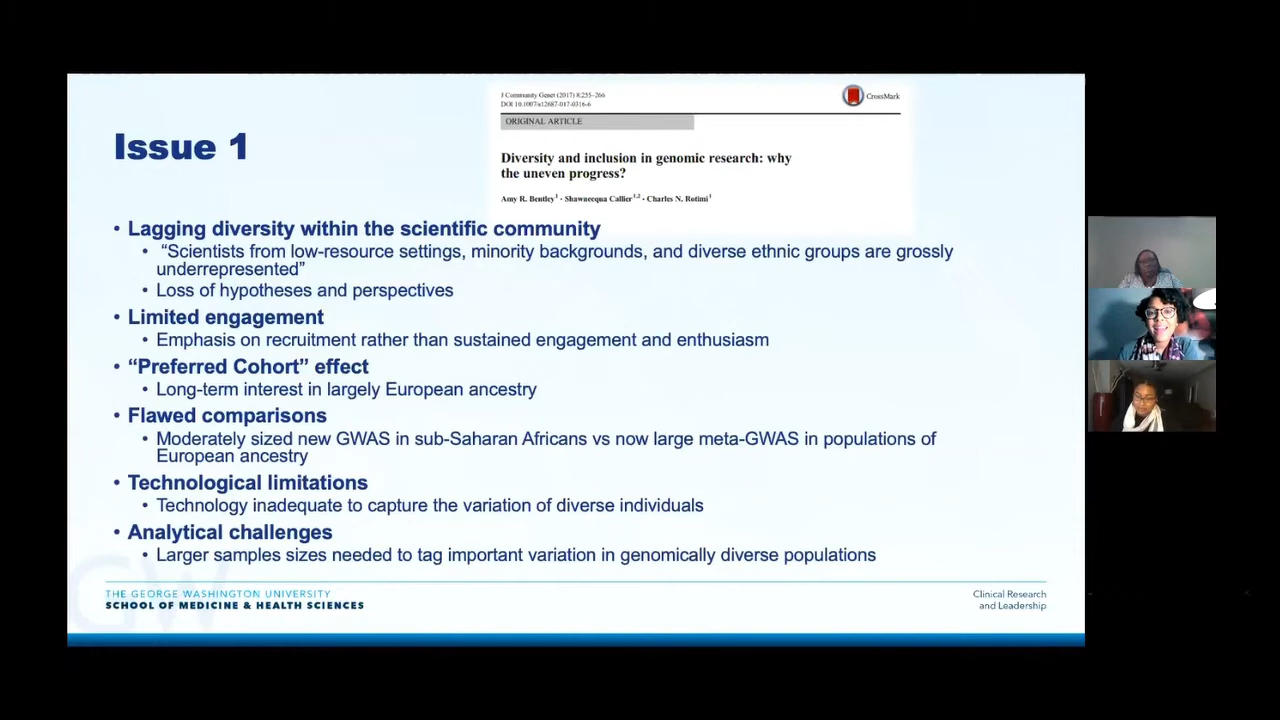 J Community Genet (2017) 8:255–266
DOI 10.1007/s12687-017-0316-6
CrossMark
ORIGINAL ARTICLE
Issue 1
Diversity and inclusion in genomic research: why
the uneven progress?
Amy R. Bentley1 · Shawneequa Callier1,2 · Charles N. Rotimi1
• Lagging diversity within the scientific community
• “Scientists from low-resource settings, minority backgrounds, and diverse ethnic groups are grossly
underrepresented”
• Loss of hypotheses and perspectives
• Limited engagement
• Emphasis on recruitment rather than sustained engagement and enthusiasm
• “Preferred Cohort” effect
• Long-term interest in largely European ancestry
• Flawed comparisons
• Moderately sized new GWAS in sub-Saharan Africans vs now large meta-GWAS in populations of
European ancestry
• Technological limitations
• Technology inadequate to capture the variation of diverse individuals
• Analytical challenges
• Larger samples sizes needed to tag important variation in genomically diverse populations
GW
THE GEORGE WASHINGTON UNIVERSITY
SCHOOL OF MEDICINE & HEALTH SCIENCES
Clinical Research
and Leadership